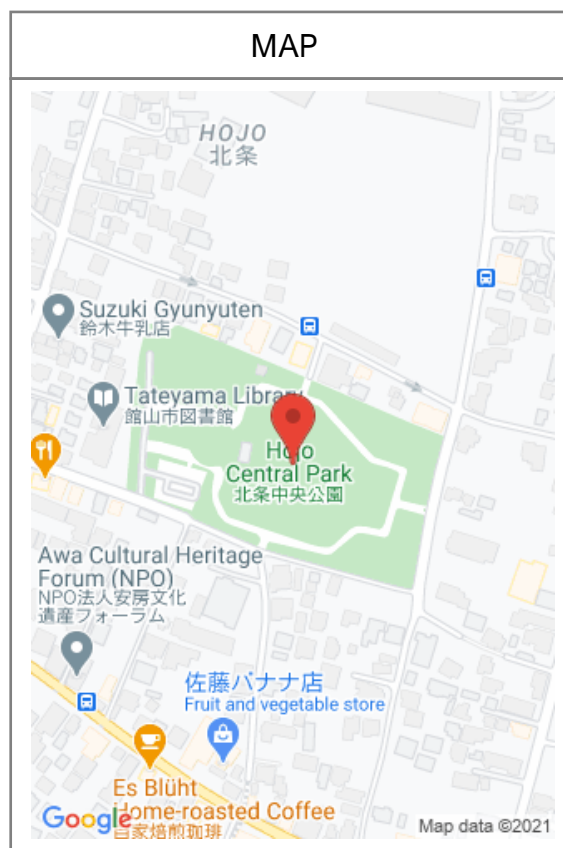 MAP
HOJO
北条
Suzuki Gyunyuten
鈴木牛乳店
Tateyama Library
館山市図書館
Hojo
Central Park
北条中央公園
Awa Cultural Heritage
Forum (NPO)
NPO法人安房文化
遺産フォーラム
佐藤バナナ店
Fruit and vegetable store
Es Blüht
Home-roasted Coffee
自家焙煎珈琲
Google
Map data ©2021